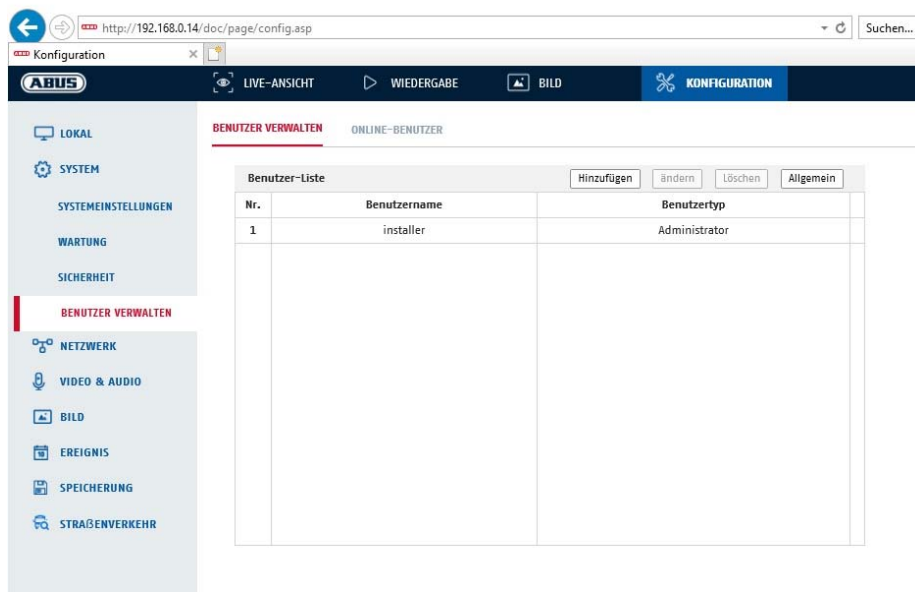 http://192.168.0.14/doc/page/config.asp
Suchen...
Konfiguration
ABUS
LIVE-ANSICHT
WIEDERGABE
BILD
KONFIGURATION
LOKAL
SYSTEM
SYSTEMEINSTELLUNGEN
WARTUNG
SICHERHEIT
BENUTZER VERWALTEN
NETZWERK
VIDEO & AUDIO
BILD
EREIGNIS
SPEICHERUNG
STRAßENVERKEHR
BENUTZER VERWALTEN ONLINE-BENUTZER
Benutzer-Liste Hinzufügen ändern Löschen Allgemein
Nr. Benutzername Benutzertyp
1 installer Administrator